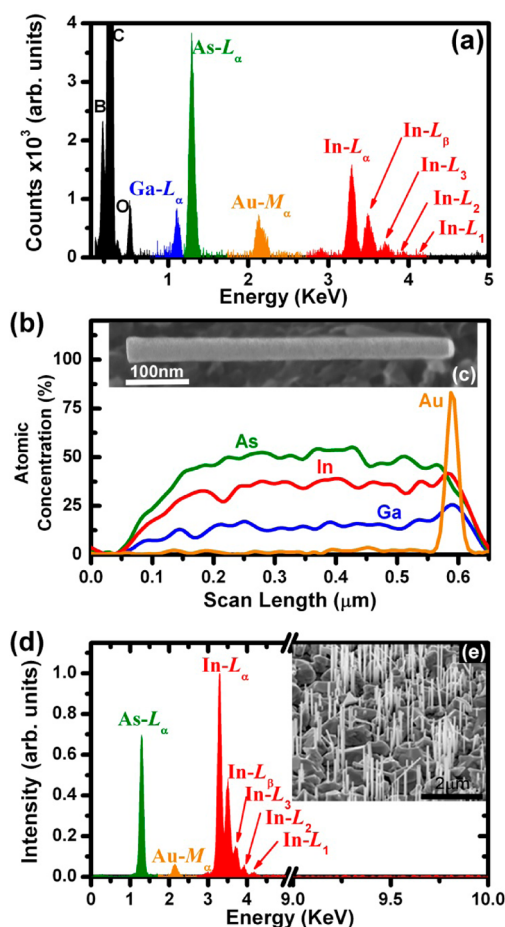 (a)
Counts x10³ (arb. units)
4
3
2
1
0
B
C
O
Ga-Lα
As-Lα
Au-Mα
In-Lα
In-Lβ
In-L3
In-L2
In-L1
1 2 3 4 5
Energy (KeV)
(b)
Atomic
Concentration (%)
100
75
50
25
0
100nm
(c)
As
In
Ga
Au
0.0 0.1 0.2 0.3 0.4 0.5 0.6
Scan Length (μm)
(d)
Intensity (arb. units)
1.0
0.8
0.6
0.4
0.2
0.0
As-Lα
Au-Mα
In-Lα
In-Lβ
In-L3
In-L2
In-L1
(e)
2μm
0 1 2 3 4 9.0 9.5 10.0
Energy (KeV)